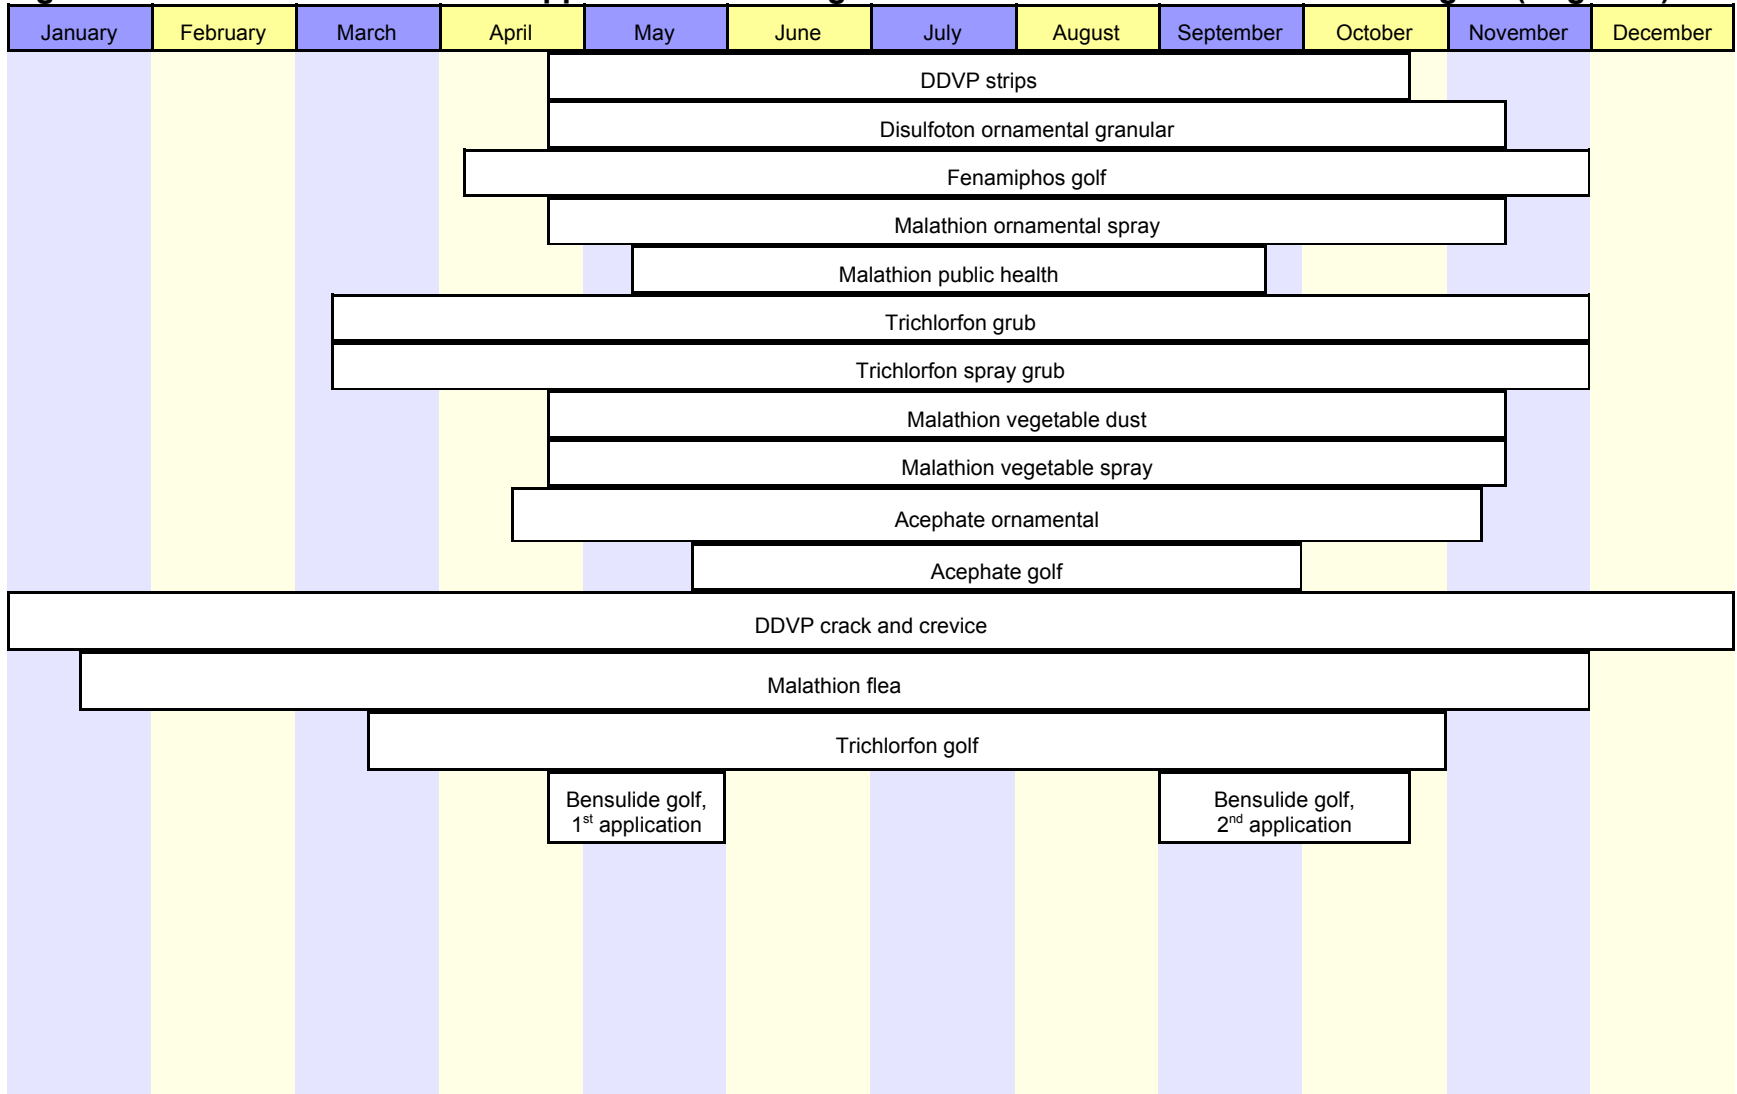 January February March April May June July August September October November December
DDVP strips
Disulfoton ornamental granular
Fenamiphos golf
Malathion ornamental spray
Malathion public health
Trichlorfon grub
Trichlorfon spray grub
Malathion vegetable dust
Malathion vegetable spray
Acephate ornamental
Acephate golf
DDVP crack and crevice
Malathion flea
Trichlorfon golf
Bensulide golf,
1st application
Bensulide golf,
2nd application